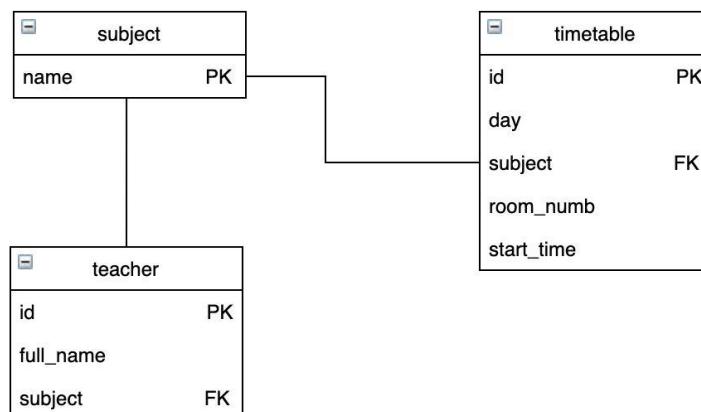 subject
name PK
timetable
id PK
day
subject FK
room_numb
start_time
teacher
id PK
full_name
subject FK